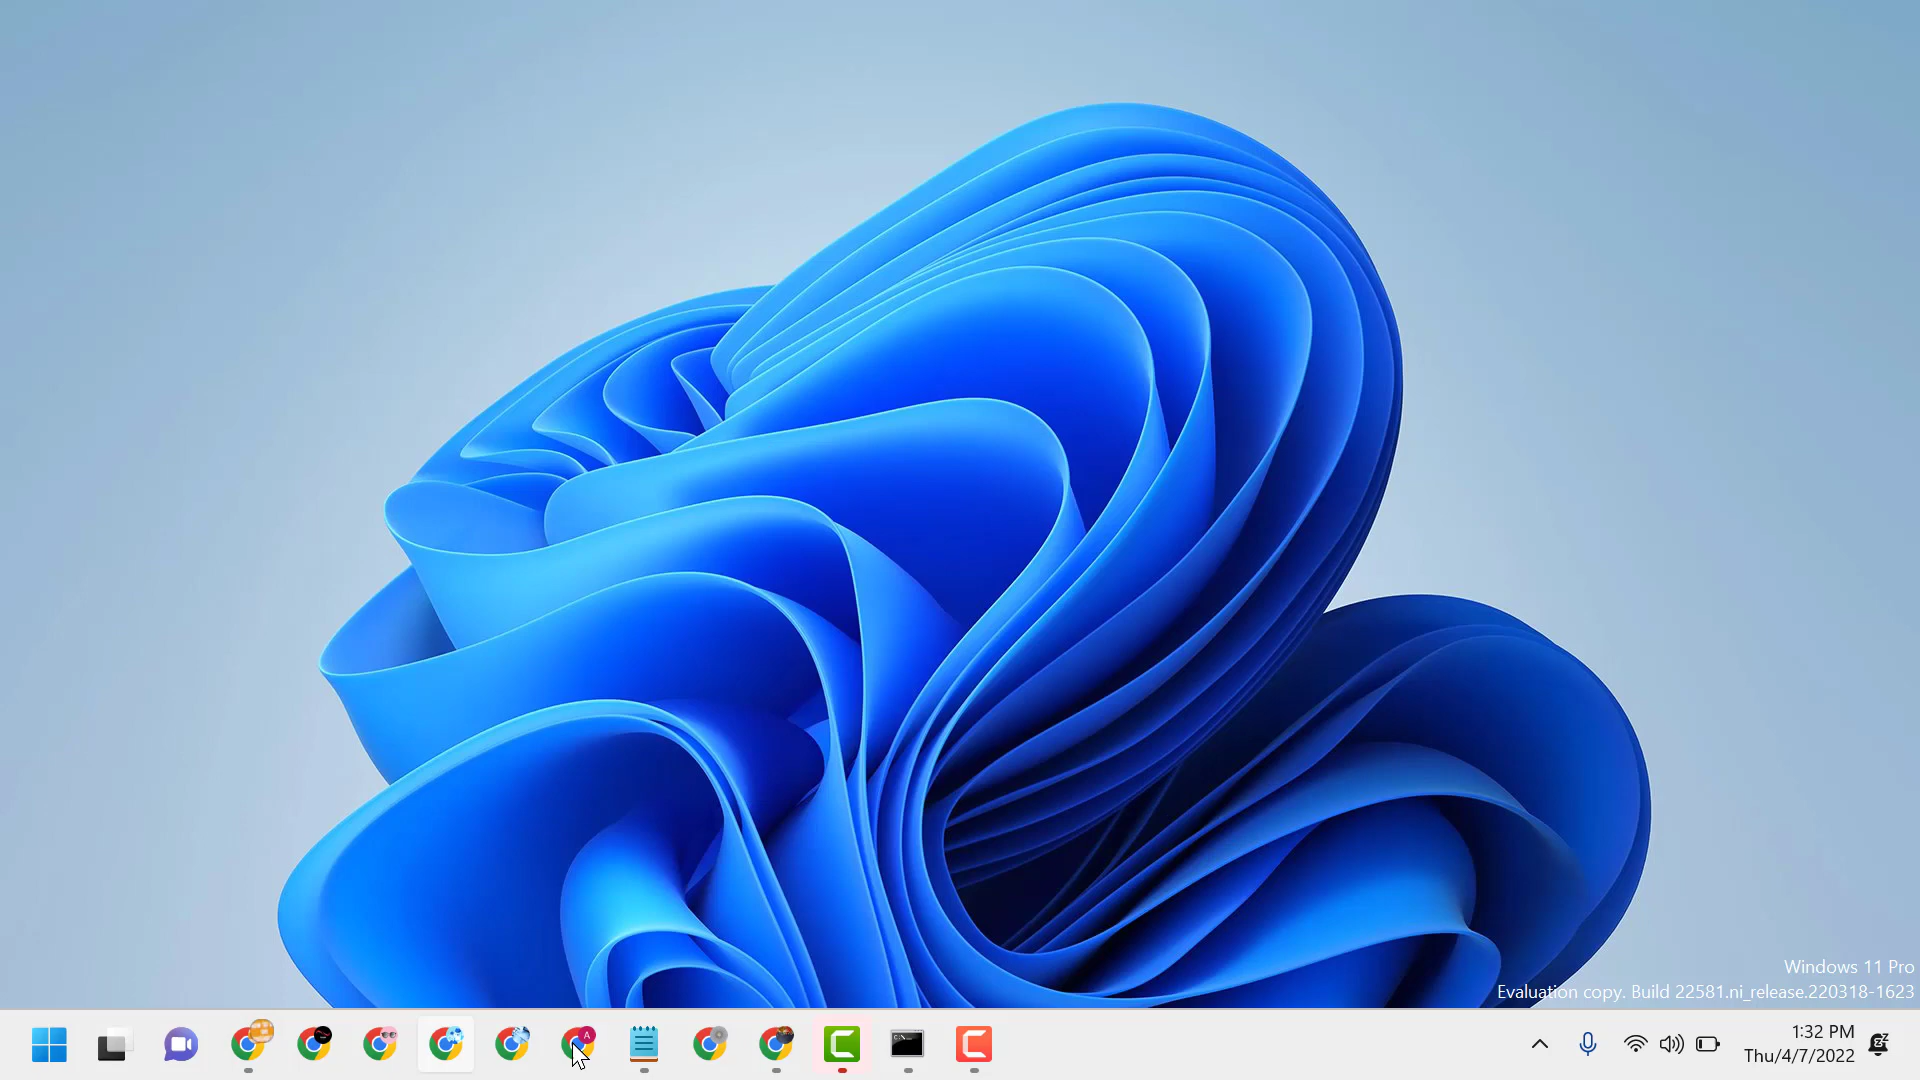 Windows 11 Pro
Evaluation copy. Build 22581.ni_release.220318-1623
A
1:32 PM
Thu/4/7/2022